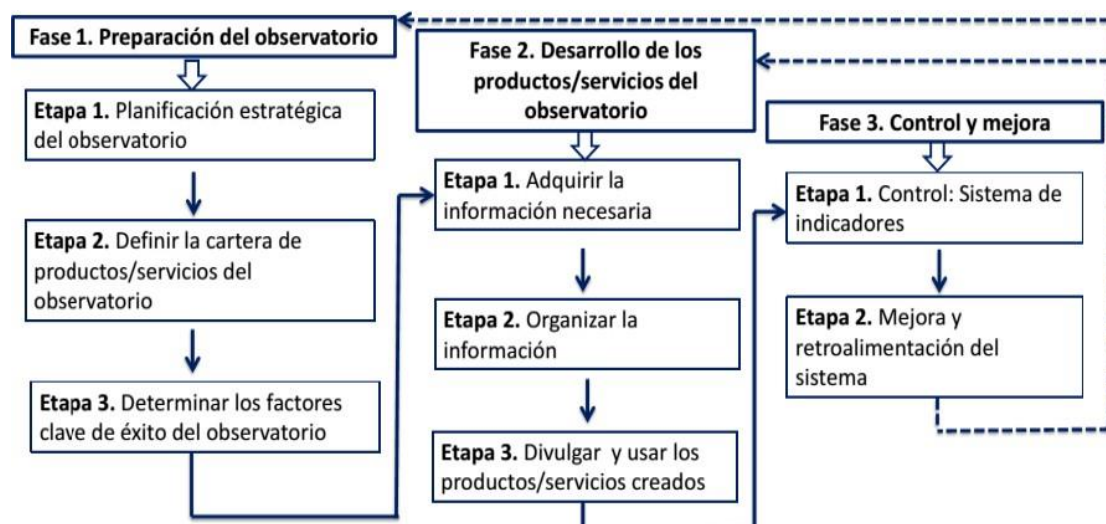 Fase 1. Preparación del observatorio
Etapa 1. Planificación estratégica
del observatorio
Etapa 2. Definir la cartera de
productos/servicios del
observatorio
Etapa 3. Determinar los factores
clave de éxito del observatorio
Fase 2. Desarrollo de los
productos/servicios del
observatorio
Etapa 1. Adquirir la
información necesaria
Etapa 2. Organizar la
información
Etapa 3. Divulgar y usar los
productos/servicios creados
Fase 3. Control y mejora
Etapa 1. Control: Sistema de
indicadores
Etapa 2. Mejora y
retroalimentación del
sistema